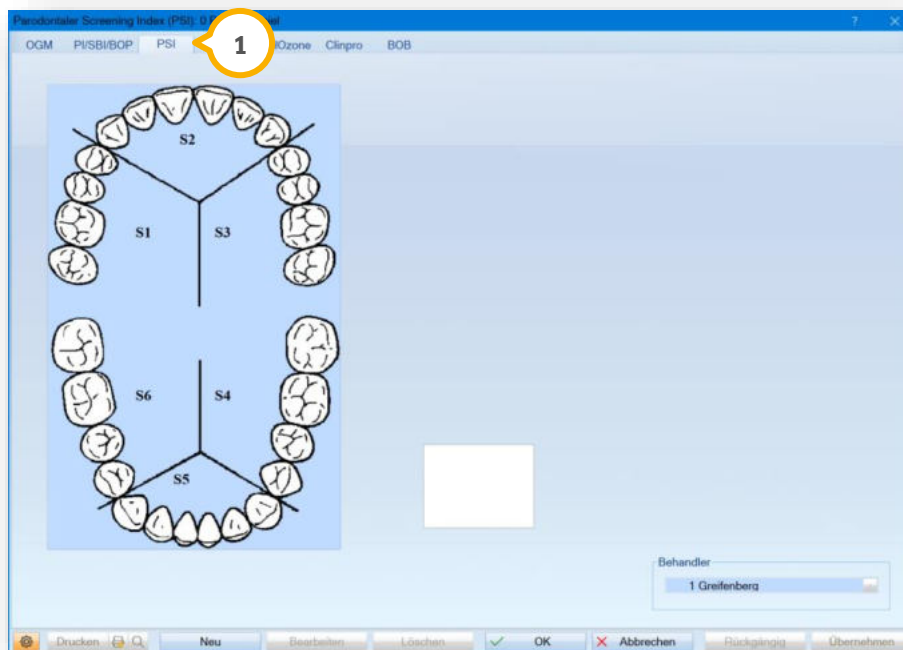 Parodontaler Screening Index (PSI): 0
? X
OGM PI/SBI/BOP PSI 1 Clinpro BOB
S2
S1 S3
S6 S4
S5
Behandler
1 Greifenberg
Drucken Neu Bearbeiten Löschen OK Abbrechen Rückgängig Übernehmen